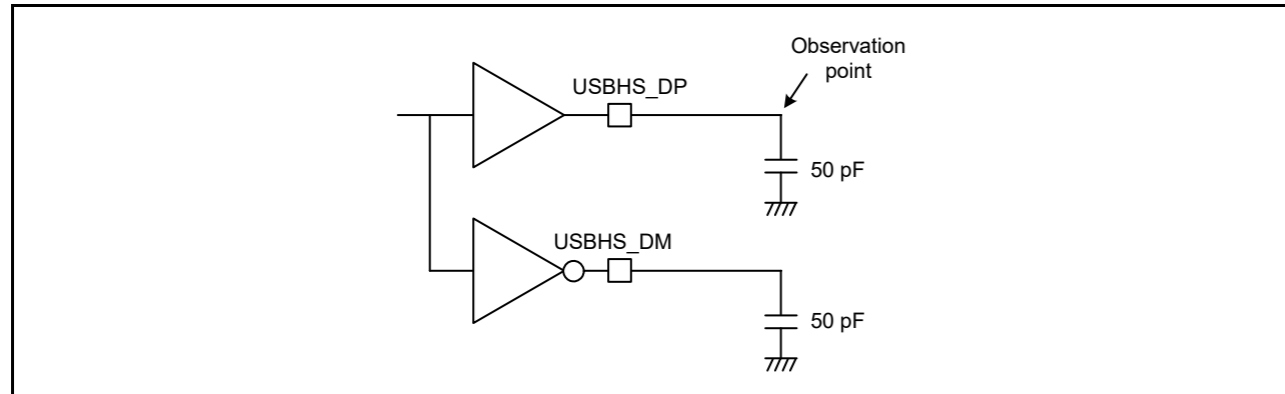 Observation
point
USBHS_DP
50 pF
USBHS_DM
50 pF